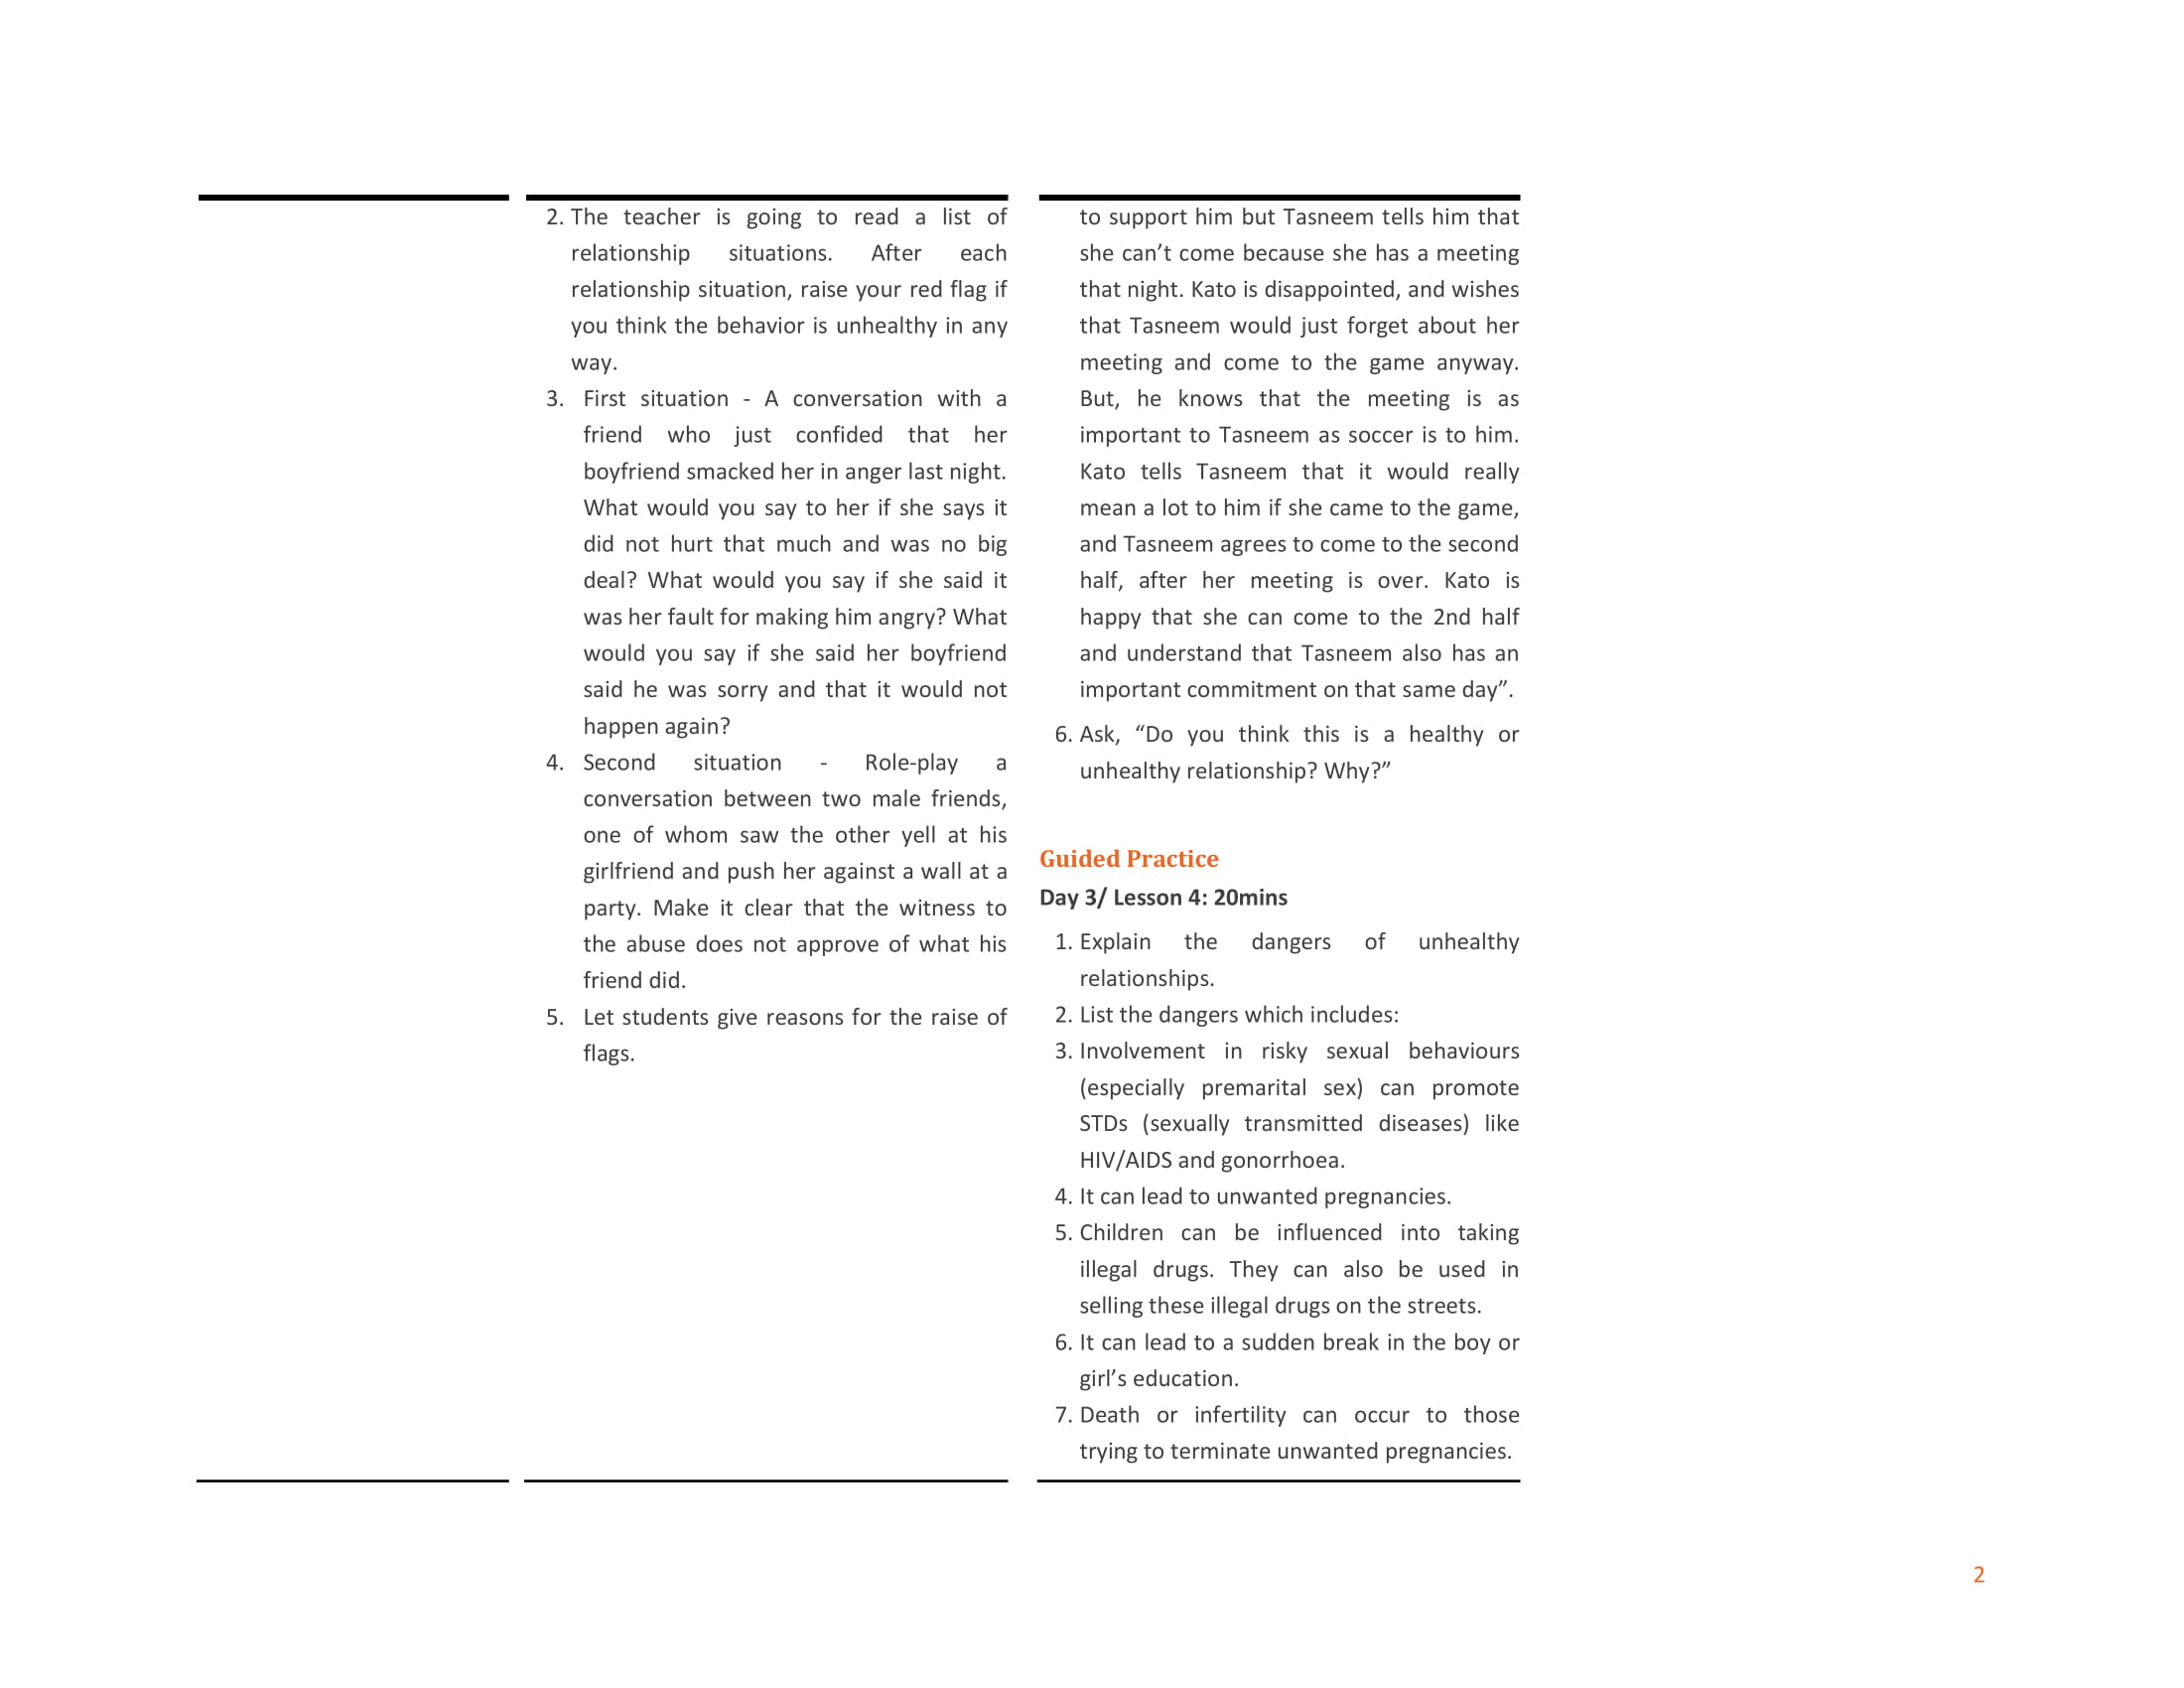 2. The teacher is going to read a list of
relationship situations. After each
relationship situation, raise your red flag if
you think the behavior is unhealthy in any
way.
3. First situation - A conversation with a
friend who just confided that her
boyfriend smacked her in anger last night.
What would you say to her if she says it
did not hurt that much and was no big
deal? What would you say if she said it
was her fault for making him angry? What
would you say if she said her boyfriend
said he was sorry and that it would not
happen again?
4. Second situation - Role-play a
conversation between two male friends,
one of whom saw the other yell at his
girlfriend and push her against a wall at a
party. Make it clear that the witness to
the abuse does not approve of what his
friend did.
5. Let students give reasons for the raise of
flags.
to support him but Tasneem tells him that
she can’t come because she has a meeting
that night. Kato is disappointed, and wishes
that Tasneem would just forget about her
meeting and come to the game anyway.
But, he knows that the meeting is as
important to Tasneem as soccer is to him.
Kato tells Tasneem that it would really
mean a lot to him if she came to the game,
and Tasneem agrees to come to the second
half, after her meeting is over. Kato is
happy that she can come to the 2nd half
and understand that Tasneem also has an
important commitment on that same day”.
6. Ask, “Do you think this is a healthy or
unhealthy relationship? Why?”
Guided Practice
Day 3/ Lesson 4: 20mins
1. Explain the dangers of unhealthy
relationships.
2. List the dangers which includes:
3. Involvement in risky sexual behaviours
(especially premarital sex) can promote
STDs (sexually transmitted diseases) like
HIV/AIDS and gonorrhoea.
4. It can lead to unwanted pregnancies.
5. Children can be influenced into taking
illegal drugs. They can also be used in
selling these illegal drugs on the streets.
6. It can lead to a sudden break in the boy or
girl’s education.
7. Death or infertility can occur to those
trying to terminate unwanted pregnancies.
2